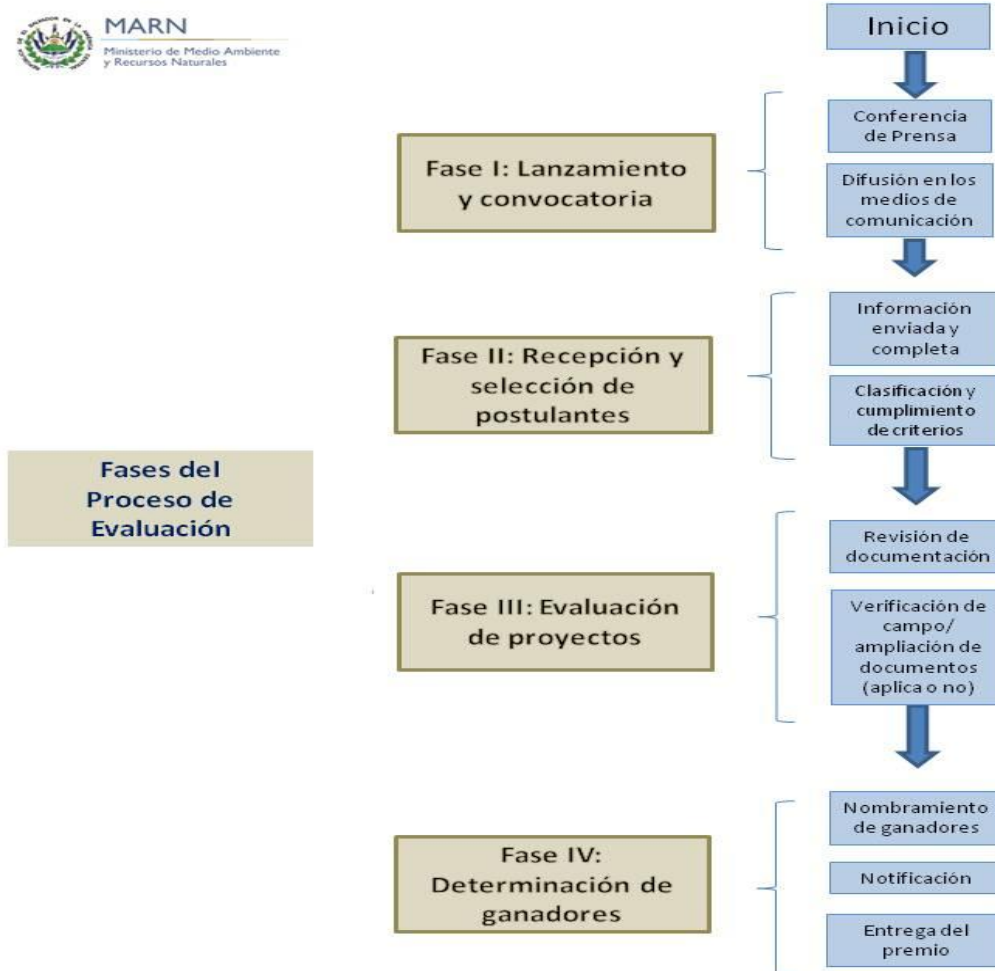 MARN
Ministerio de Medio Ambiente
y Recursos Naturales
Inicio
Conferencia
de Prensa
Fase I: Lanzamiento
y convocatoria
Difusión en los
medios de
comunicación
Información
enviada y
completa
Fase II: Recepción y
selección de
postulantes
Clasificación y
cumplimiento
de criterios
Fases del
Proceso de
Evaluación
Revisión de
documentación
Fase III: Evaluación
de proyectos
Verificación de
campo/
ampliación de
documentos
(aplica o no)
Nombramiento
de ganadores
Fase IV:
Determinación de
ganadores
Notificación
Entrega del
premio